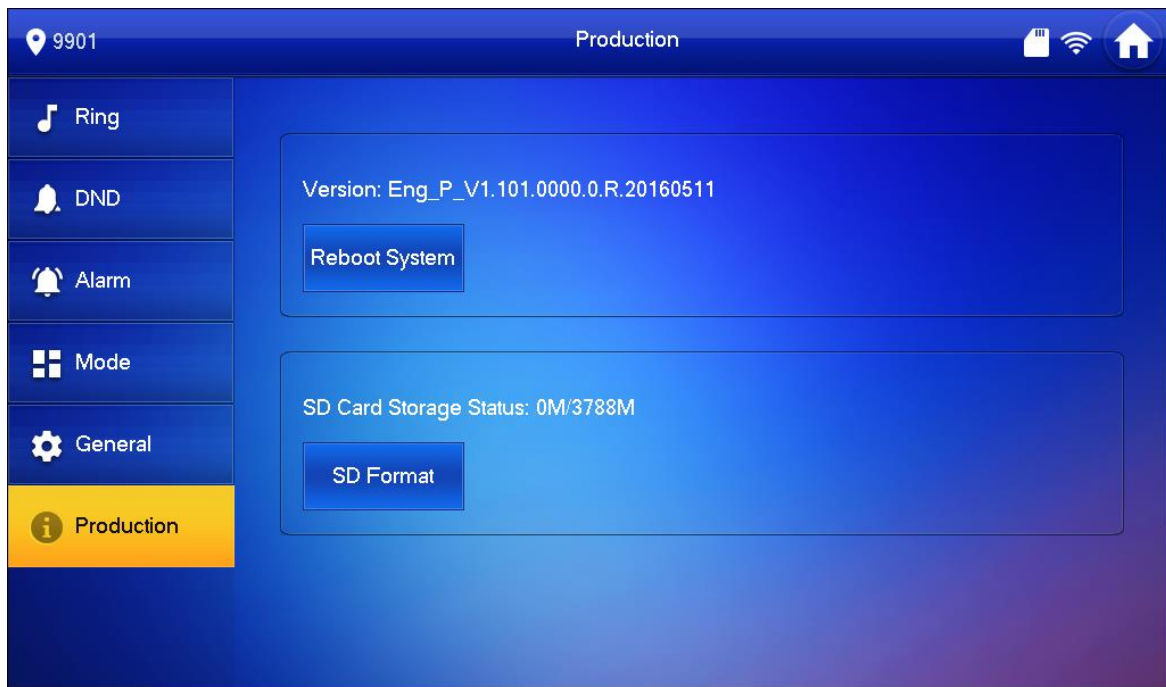 9901
Production
Ring
DND
Alarm
Mode
General
Production
Version: Eng_P_V1.101.0000.0.R.20160511
Reboot System
SD Card Storage Status: 0M/3788M
SD Format